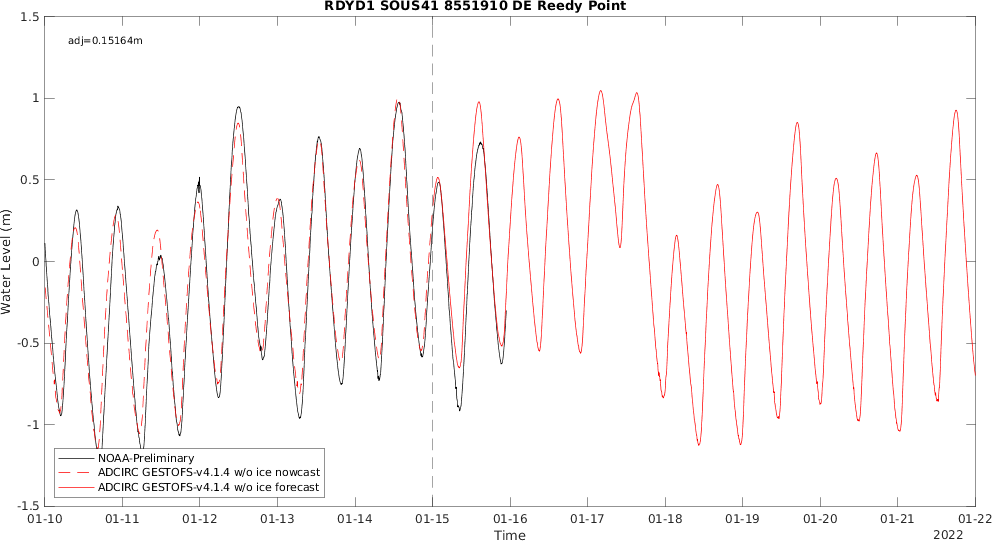 RDYD1 SOUS41 8551910 DE Reedy Point
adj=0.15164m
1.5
1
0.5
0
-0.5
-1
-1.5
Water Level (m)
NOAA-Preliminary
ADCIRC GESTOFS-v4.1.4 w/o ice nowcast
ADCIRC GESTOFS-v4.1.4 w/o ice forecast
01-10 01-11 01-12 01-13 01-14 01-15 01-16 01-17 01-18 01-19 01-20 01-21 01-22
Time
2022